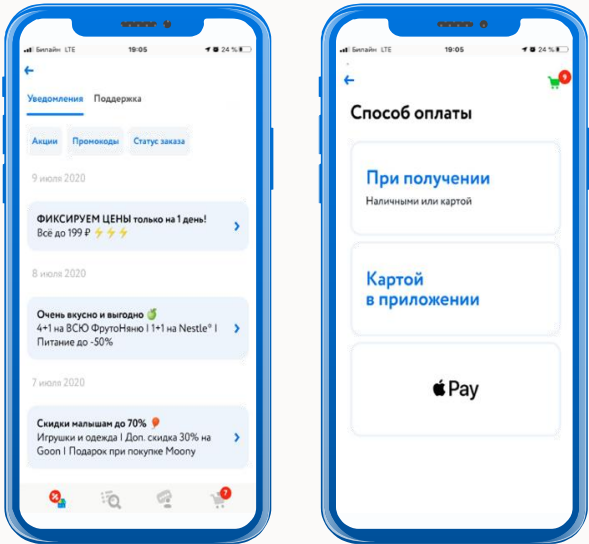 Билайн LTE 19:05 24 %
Уведомления Поддержка
Акции Промокоды Статус заказа
9 июля 2020
ФИКСИРУЕМ ЦЕНЫ только на 1 день!
Всё до 199 ₽ ⚡⚡⚡
8 июля 2020
Очень вкусно и выгодно 🍏
4+1 на ВСЮ ФрутоНяню I 1+1 на Nestle® I
Питание до -50%
7 июля 2020
Скидки малышам до 70% 🎈
Игрушки и одежда I Доп. скидка 30% на
Goon I Подарок при покупке Moony
%
7
Билайн LTE 19:05 24 %
9
Способ оплаты
При получении
Наличными или картой
Картой
в приложении
Pay